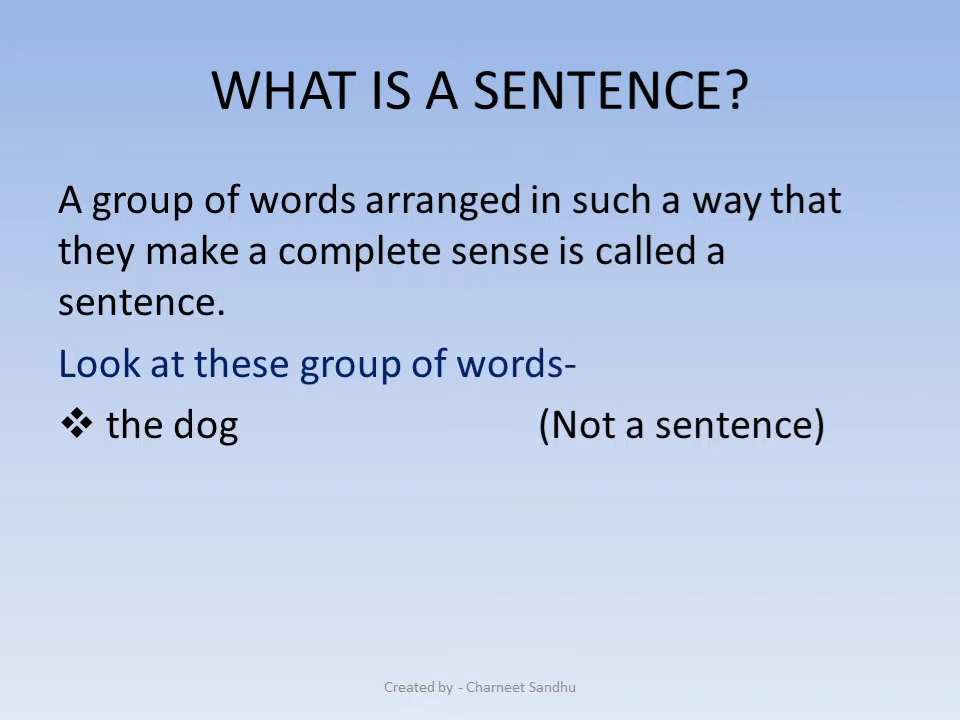 WHAT IS A SENTENCE?
A group of words arranged in such a way that
they make a complete sense is called a
sentence.
Look at these group of words-
❖ the dog (Not a sentence)
Created by - Charneet Sandhu